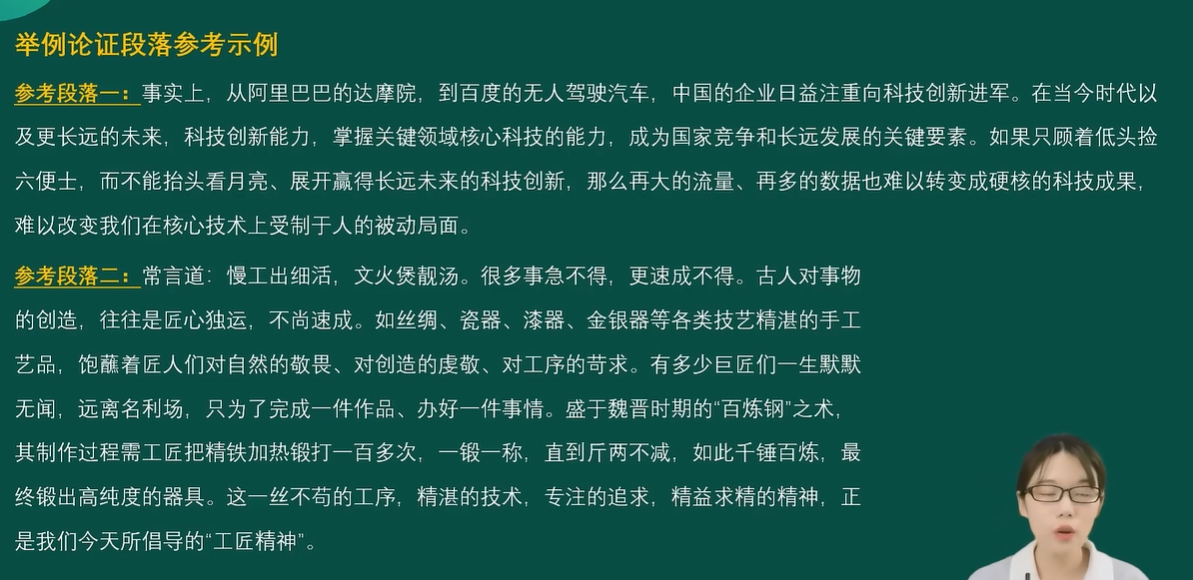 举例论证段落参考示例
参考段落一：事实上，从阿里巴巴的达摩院，到百度的无人驾驶汽车，中国的企业日益注重向科技创新进军。在当今时代以
及更长远的未来，科技创新能力，掌握关键领域核心科技的能力，成为国家竞争和长远发展的关键要素。如果只顾着低头捡
六便士，而不能抬头看月亮、展开赢得长远未来的科技创新，那么再大的流量、再多的数据也难以转变成硬核的科技成果，
难以改变我们在核心技术上受制于人的被动局面。
参考段落二：常言道：慢工出细活，文火煲靓汤。很多事急不得，更速成不得。古人对事物
的创造，往往是匠心独运，不尚速成。如丝绸、瓷器、漆器、金银器等各类技艺精湛的手工
艺品，饱蘸着匠人们对自然的敬畏、对创造的虔敬、对工序的苛求。有多少巨匠们一生默默
无闻，远离名利场，只为了完成一件作品、办好一件事情。盛于魏晋时期的“百炼钢”之术，
其制作过程需工匠把精铁加热锻打一百多次，一锻一称，直到斤两不减，如此千锤百炼，最
终锻出高纯度的器具。这一丝不苟的工序，精湛的技术，专注的追求，精益求精的精神，正
是我们今天所倡导的“工匠精神”。